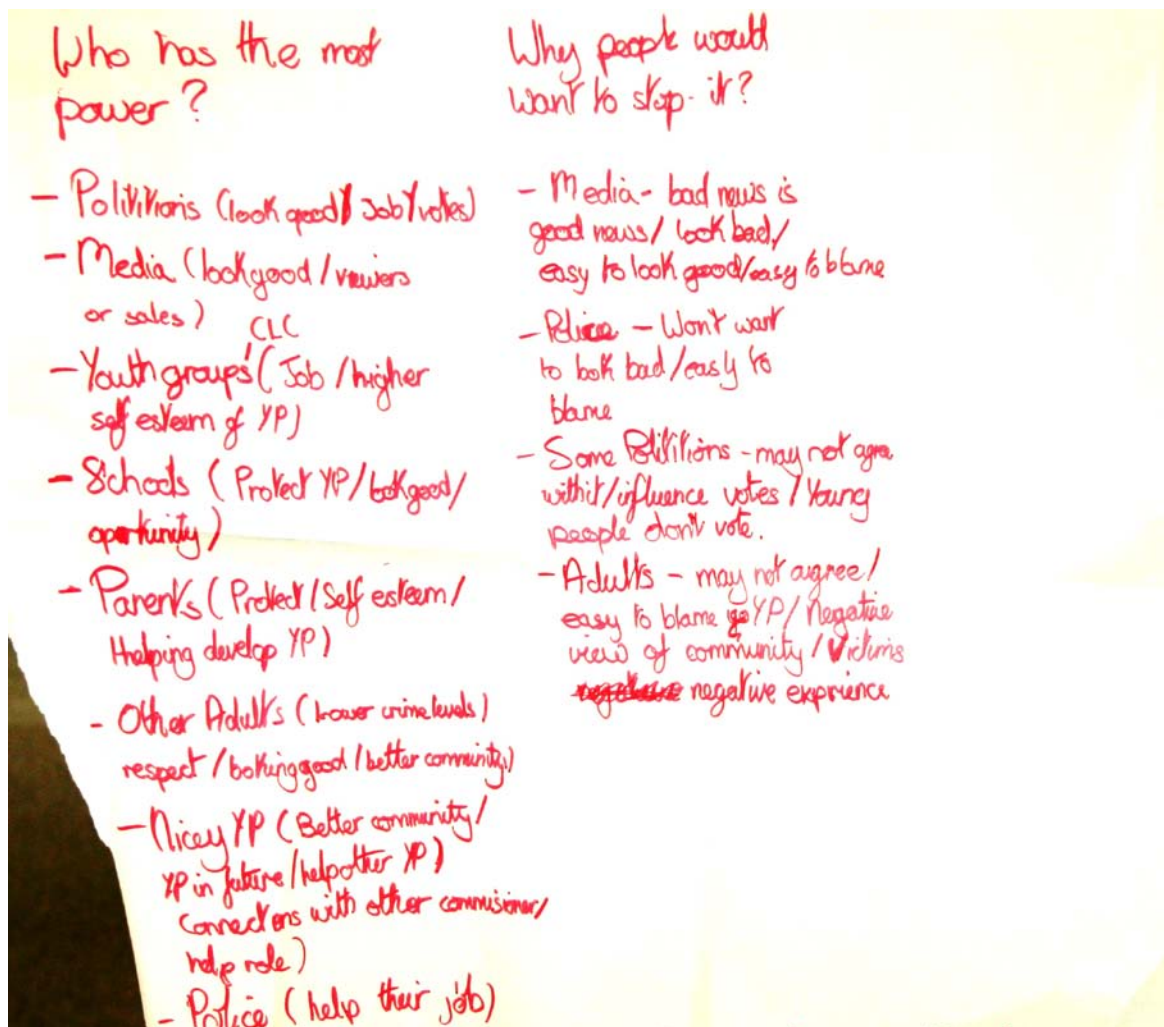 Who has the most
power?
- Polititions (look good/Job/votes)
- Media (look good/viewers
or sales)
CLC
- Youth groups (Job/higher
self esteem of YP)
- Schools (Protect YP/look good/
oportunity)
- Parents (Protect/Self esteem/
Helping develop YP)
- Other Adults (lower crime levels)
respect/looking good/better community)
- Nicey YP (Better community/
YP in future/help other YP)
Connections with other commisioner/
help role)
- Police (help their job)
Why people would
want to stop it?
- Media - bad news is
good news/look bad/
easy to look good/easy to blame
- Police - Won't want
to look bad/easy to
blame
- Some Polititions - may not agree
with it/influence votes/Young
people don't vote.
- Adults - may not agree/
easy to blame YP/Negative
view of community/Victims
negative exprience